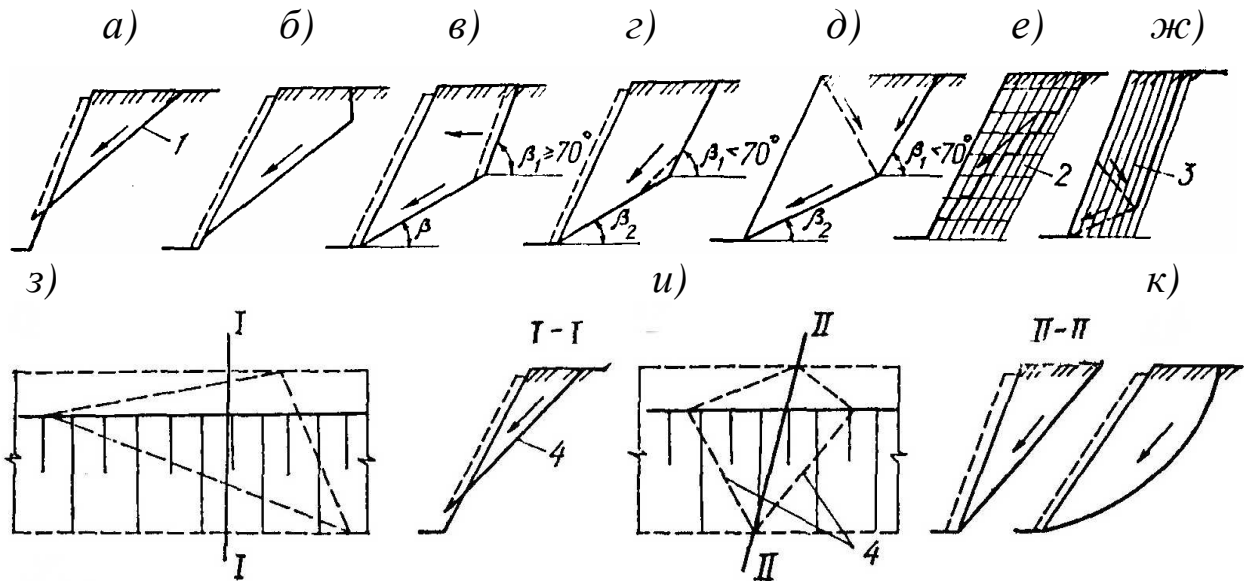 а) б) в) г) д) е) ж)
1 β₁ ≥ 70° β₁ < 70° β₁ < 70° 2 3
β β₂ β₂
з) и) к)
I I-I II II-II
4
4
I II